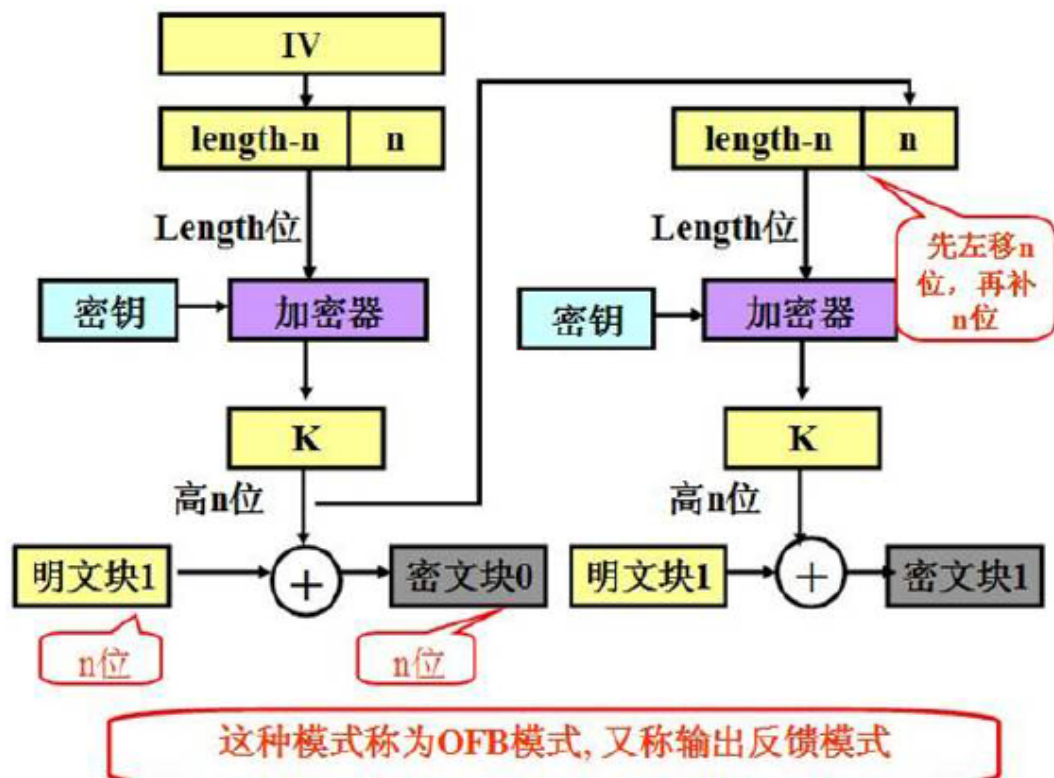 IV
length-n n
length-n n
Length位
Length位
先左移n
位，再补
n位
密钥
加密器
密钥
加密器
K
K
高n位
高n位
明文块1
密文块0
明文块1
密文块1
n位
n位
这种模式称为OFB模式, 又称输出反馈模式